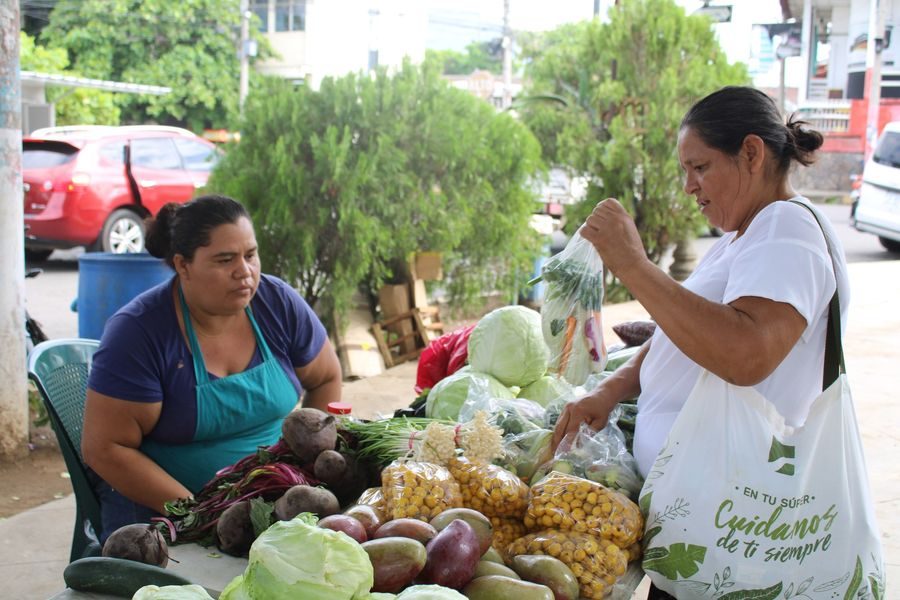 - EN TU SÚPER -
Cuidamos
de ti siempre